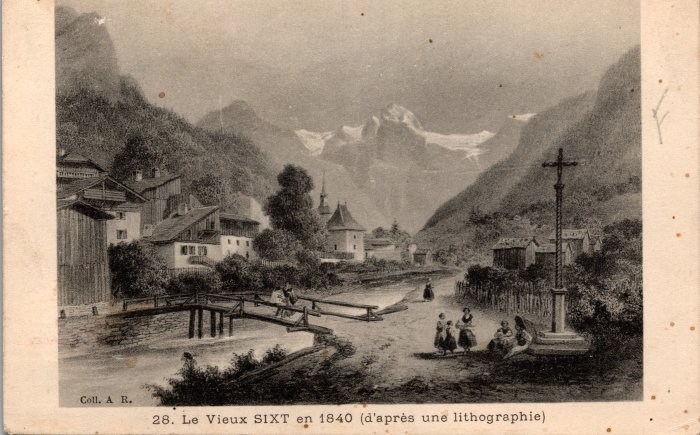 Coll. A R.
28. Le Vieux SIXT en 1840 (d'après une lithographie)
F